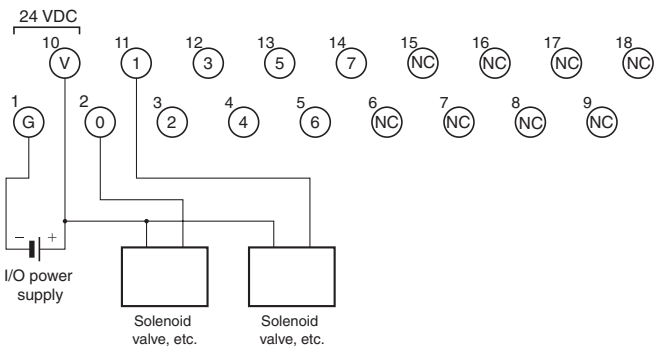 24 VDC
10 11 12 13 14 15 16 17 18
V 1 3 5 7 NC NC NC NC
1 2 3 4 5 6 7 8 9
G 0 2 4 6 NC NC NC NC
− +
I/O power
supply
Solenoid
valve, etc.
Solenoid
valve, etc.